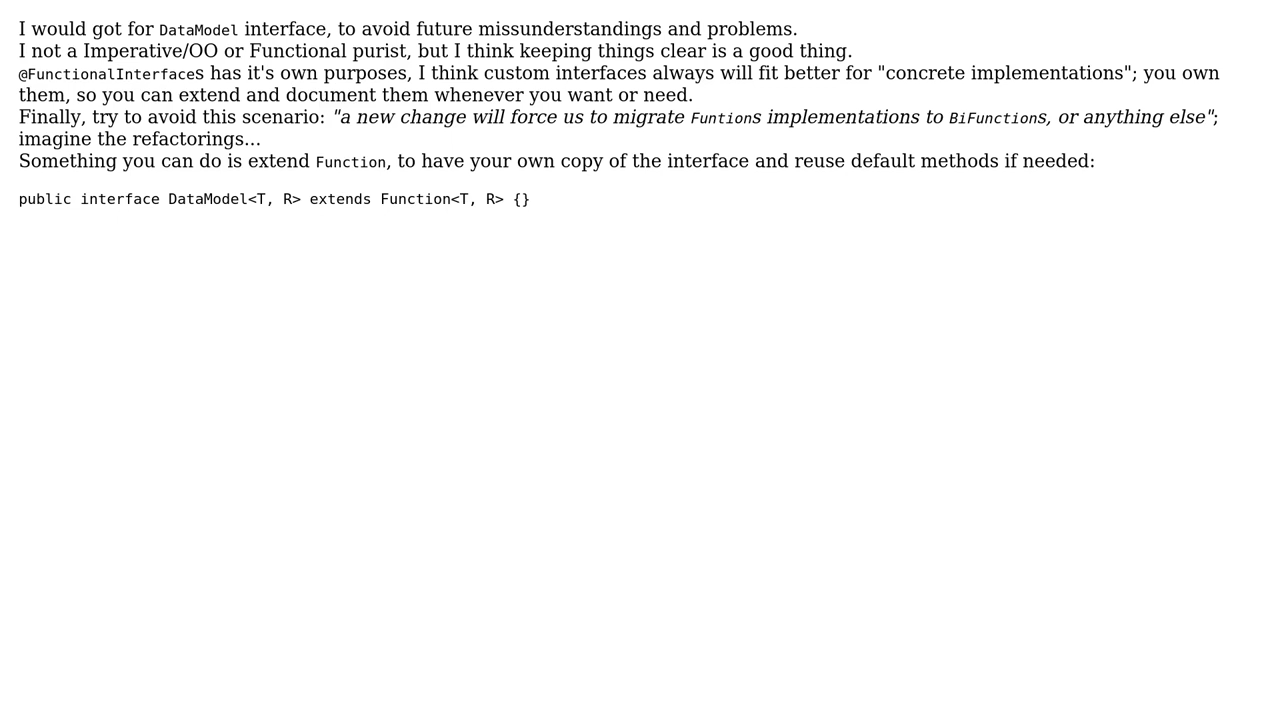 I would got for DataModel interface, to avoid future missunderstandings and problems.
I not a Imperative/OO or Functional purist, but I think keeping things clear is a good thing.
@FunctionalInterfaces has it's own purposes, I think custom interfaces always will fit better for "concrete implementations"; you own
them, so you can extend and document them whenever you want or need.
Finally, try to avoid this scenario: "a new change will force us to migrate Funtions implementations to BiFunctions, or anything else";
imagine the refactorings...
Something you can do is extend Function, to have your own copy of the interface and reuse default methods if needed:
public interface DataModel<T, R> extends Function<T, R> {}